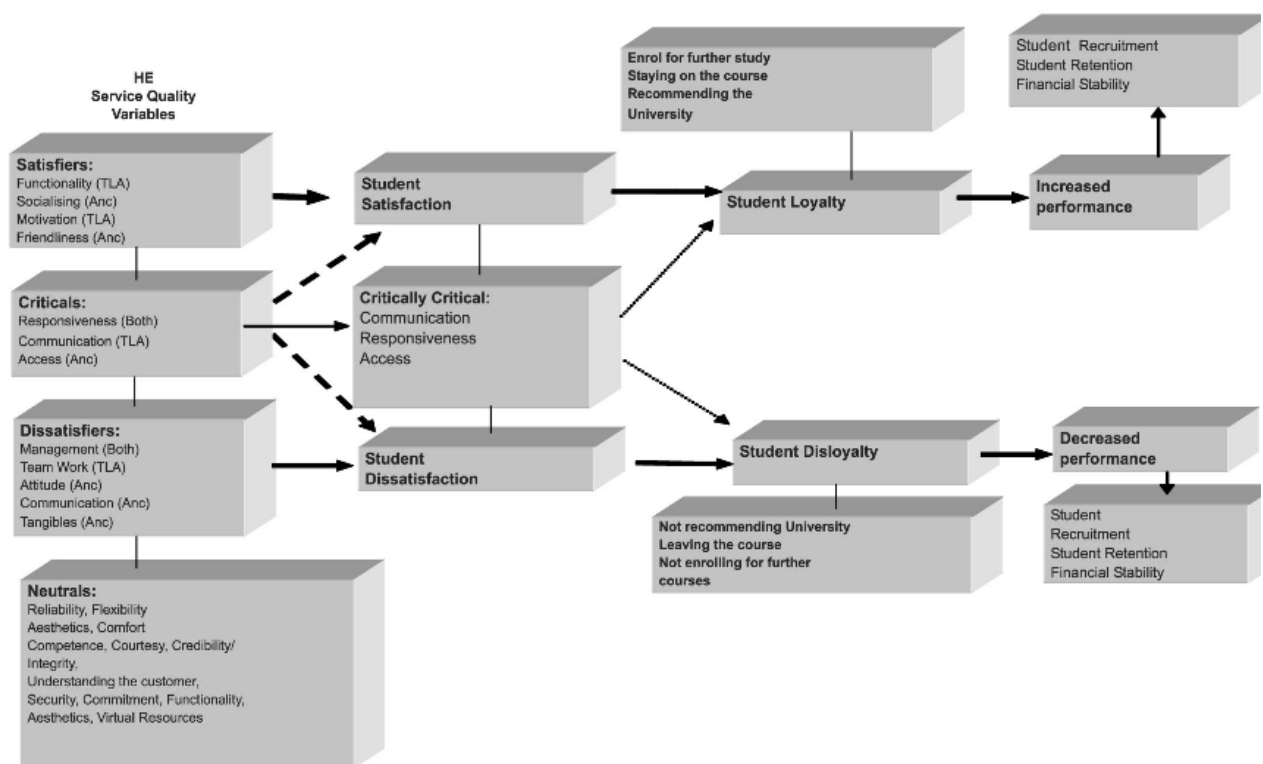 HE
Service Quality
Variables
Satisfiers:
Functionality (TLA)
Socialising (Anc)
Motivation (TLA)
Friendliness (Anc)
Criticals:
Responsiveness (Both)
Communication (TLA)
Access (Anc)
Dissatisfiers:
Management (Both)
Team Work (TLA)
Attitude (Anc)
Communication (Anc)
Tangibles (Anc)
Neutrals:
Reliability, Flexibility
Aesthetics, Comfort
Competence, Courtesy, Credibility/
Integrity,
Understanding the customer,
Security, Commitment, Functionality,
Aesthetics, Virtual Resources
Student
Satisfaction
Critically Critical:
Communication
Responsiveness
Access
Student
Dissatisfaction
Enrol for further study
Staying on the course
Recommending the
University
Student Loyalty
Student Disloyalty
Not recommending University
Leaving the course
Not enrolling for further
courses
Student Recruitment
Student Retention
Financial Stability
Increased
performance
Decreased
performance
Student
Recruitment
Student Retention
Financial Stability